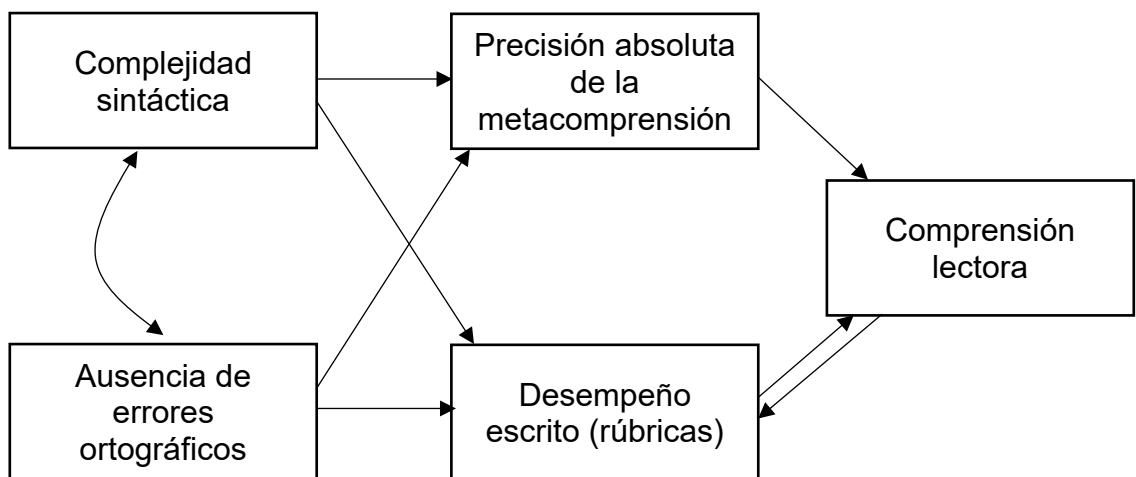 Complejidad
sintáctica
Precisión absoluta
de la
metacomprensión
Comprensión
lectora
Ausencia de
errores
ortográficos
Desempeño
escrito (rúbricas)